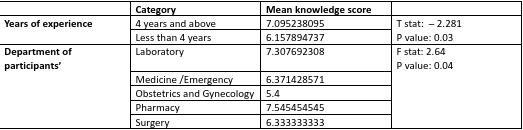 Category Mean knowledge score
Years of experience 4 years and above 7.095238095 T stat: – 2.281
Less than 4 years 6.157894737 P value: 0.03
Department of participants’ Laboratory 7.307692308 F stat: 2.64
P value: 0.04
Medicine /Emergency 6.371428571
Obstetrics and Gynecology 5.4
Pharmacy 7.545454545
Surgery 6.333333333